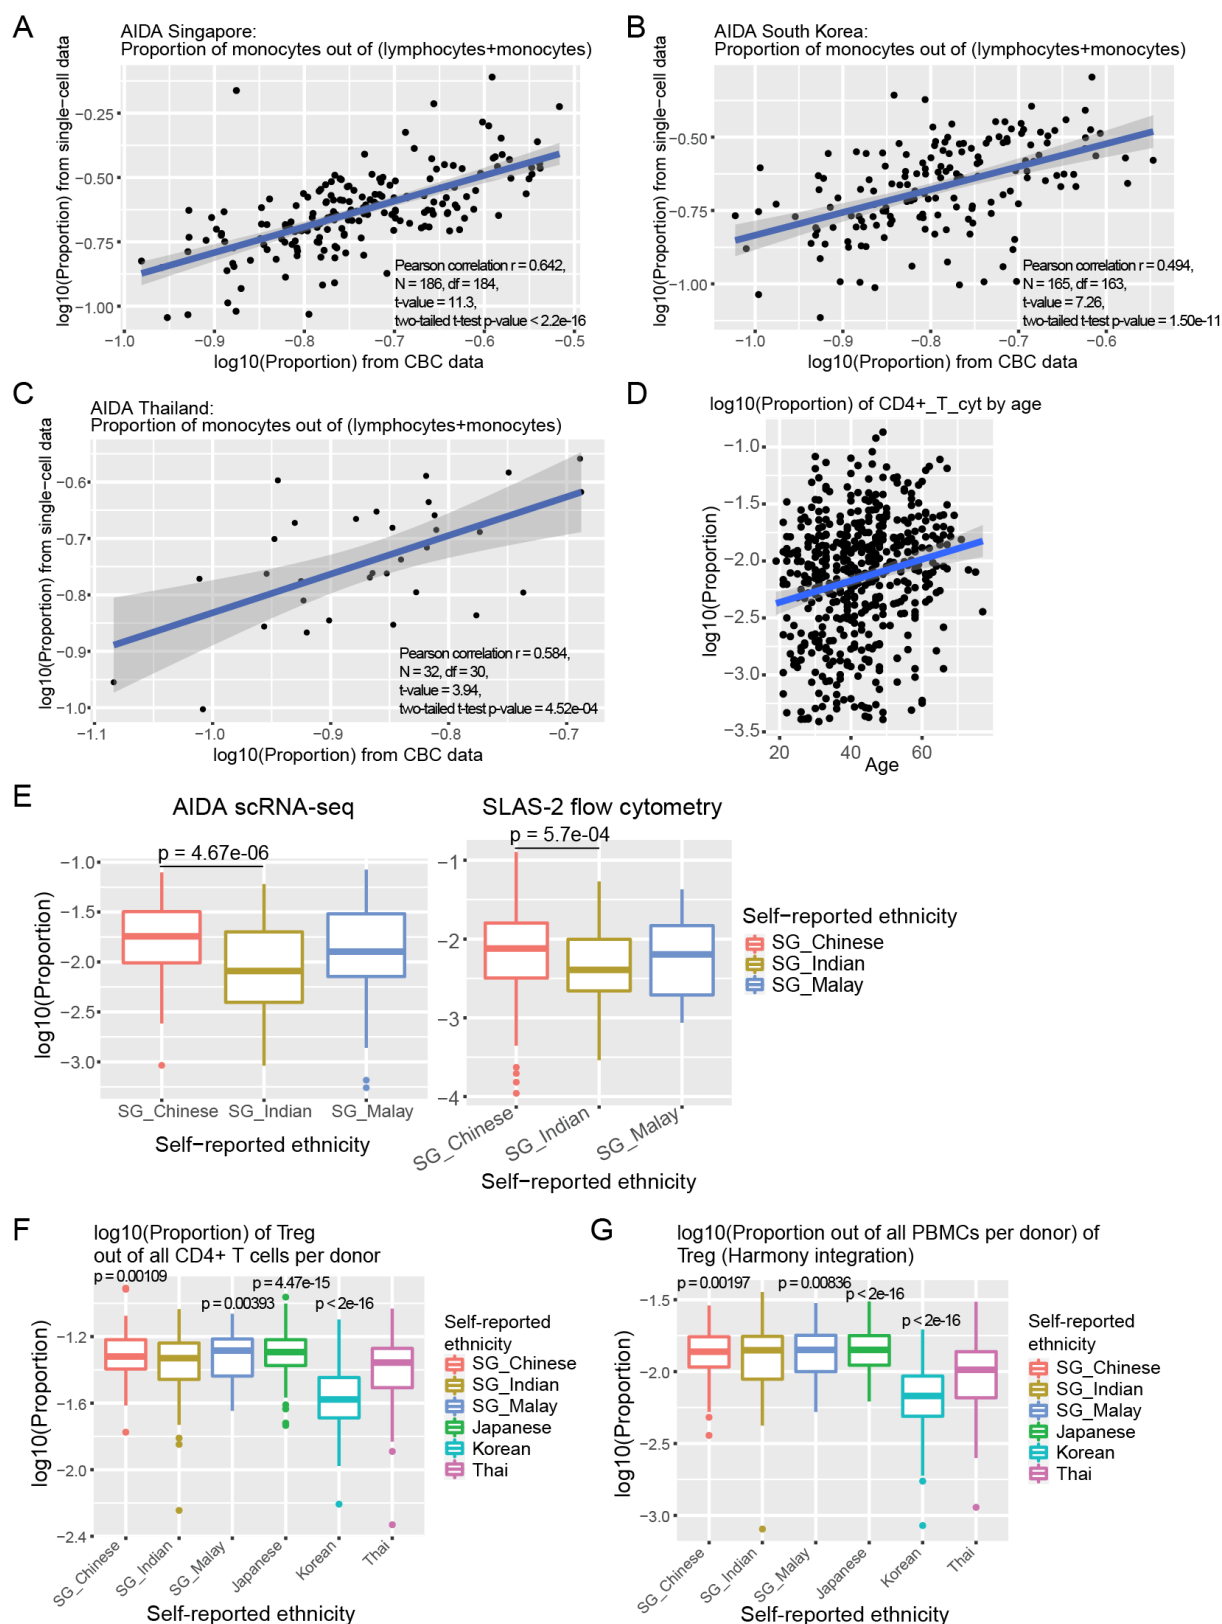 A
AIDA Singapore:
Proportion of monocytes out of (lymphocytes+monocytes)
log10(Proportion) from single−cell data
−0.25
−0.50
−0.75
−1.00
Pearson correlation r = 0.642,
N = 186, df = 184,
t-value = 11.3,
two-tailed t-test p-value < 2.2e-16
−1.0 −0.9 −0.8 −0.7 −0.6 −0.5
log10(Proportion) from CBC data
B
AIDA South Korea:
Proportion of monocytes out of (lymphocytes+monocytes)
log10(Proportion) from single−cell data
−0.50
−0.75
−1.00
Pearson correlation r = 0.494,
N = 165, df = 163,
t-value = 7.26,
two-tailed t-test p-value = 1.50e-11
−1.0 −0.9 −0.8 −0.7 −0.6
log10(Proportion) from CBC data
C
AIDA Thailand:
Proportion of monocytes out of (lymphocytes+monocytes)
log10(Proportion) from single−cell data
−0.6
−0.7
−0.8
−0.9
−1.0
Pearson correlation r = 0.584,
N = 32, df = 30,
t-value = 3.94,
two-tailed t-test p-value = 4.52e-04
−1.1 −1.0 −0.9 −0.8 −0.7
log10(Proportion) from CBC data
D
log10(Proportion) of CD4+_T_cyt by age
log10(Proportion)
−1.0
−1.5
−2.0
−2.5
−3.0
−3.5
20 40 60
Age
E
AIDA scRNA-seq
p = 4.67e-06
log10(Proportion)
−1.0
−1.5
−2.0
−2.5
−3.0
SG_Chinese SG_Indian SG_Malay
Self−reported ethnicity
SLAS-2 flow cytometry
p = 5.7e-04
−1
−2
−3
−4
SG_Chinese SG_Indian SG_Malay
Self−reported ethnicity
Self−reported ethnicity
SG_Chinese
SG_Indian
SG_Malay
F
log10(Proportion) of Treg
out of all CD4+ T cells per donor
p = 0.00109
p = 4.47e-15
p = 0.00393
p < 2e-16
log10(Proportion)
−1.2
−1.6
−2.0
−2.4
SG_Chinese SG_Indian SG_Malay Japanese Korean Thai
Self−reported ethnicity
Self-reported
ethnicity
SG_Chinese
SG_Indian
SG_Malay
Japanese
Korean
Thai
G
log10(Proportion out of all PBMCs per donor) of
Treg (Harmony integration)
p = 0.00197
p = 0.00836
p < 2e-16
p < 2e-16
log10(Proportion)
−1.5
−2.0
−2.5
−3.0
SG_Chinese SG_Indian SG_Malay Japanese Korean Thai
Self−reported ethnicity
Self-reported
ethnicity
SG_Chinese
SG_Indian
SG_Malay
Japanese
Korean
Thai